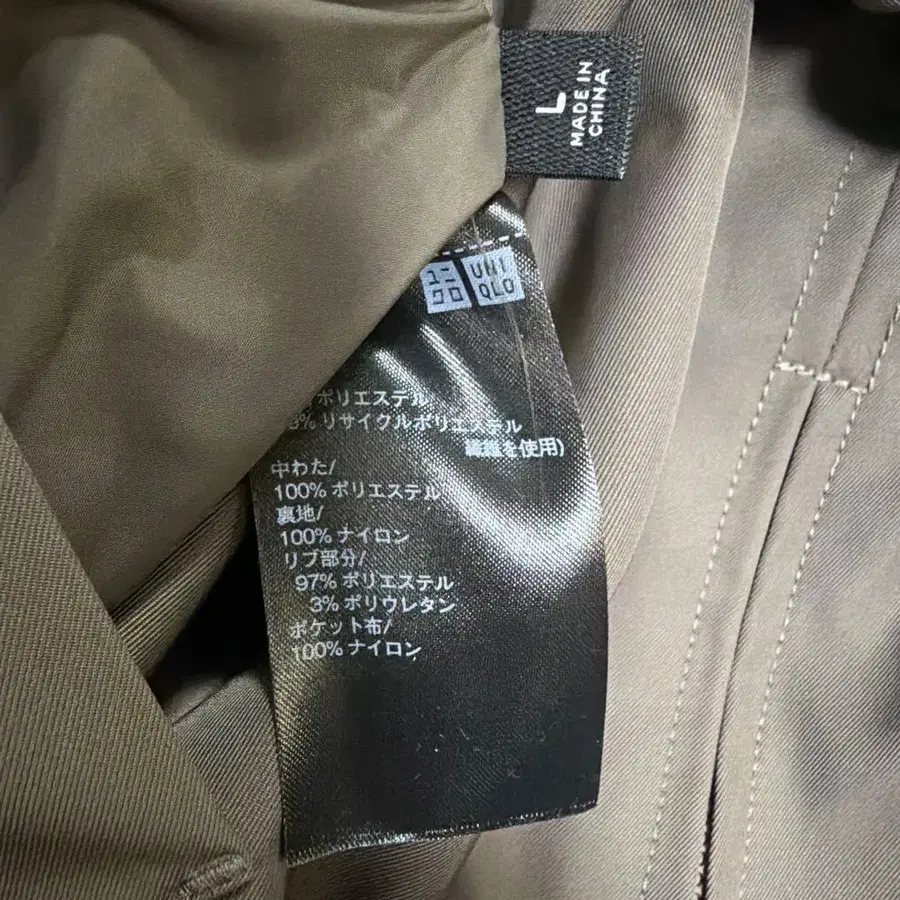 L
MADE IN
CHINA
ユニ
クロ
UNI
QLO
ポリエステル
% リサイクルポリエステル
繊維を使用)
中わた/
100% ポリエステル
裏地/
100% ナイロン
リブ部分/
97% ポリエステル
3% ポリウレタン
ポケット布/
100% ナイロン